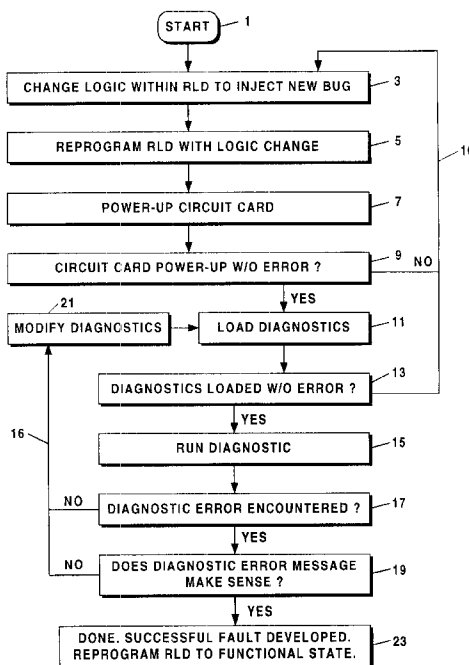 START
1
CHANGE LOGIC WITHIN RLD TO INJECT NEW BUG
3
REPROGRAM RLD WITH LOGIC CHANGE
5
POWER-UP CIRCUIT CARD
7
CIRCUIT CARD POWER-UP W/O ERROR ?
9
NO
YES
21
MODIFY DIAGNOSTICS
LOAD DIAGNOSTICS
11
DIAGNOSTICS LOADED W/O ERROR ?
13
16
YES
RUN DIAGNOSTIC
15
NO
DIAGNOSTIC ERROR ENCOUNTERED ?
17
YES
NO
DOES DIAGNOSTIC ERROR MESSAGE
MAKE SENSE ?
19
YES
DONE. SUCCESSFUL FAULT DEVELOPED.
REPROGRAM RLD TO FUNCTIONAL STATE.
23